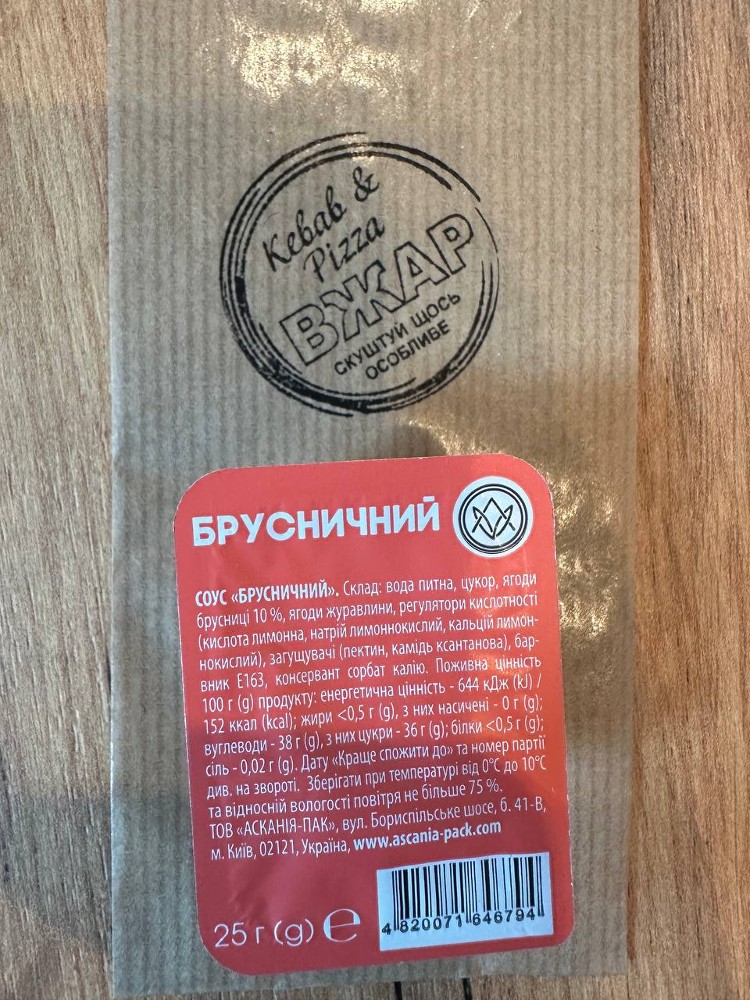 Kebab &
Pizza
ВЖАР
СКУШТУЙ ЩОСЬ
ОСОБЛИВЕ
БРУСНИЧНИЙ
СОУС «БРУСНИЧНИЙ». Склад: вода питна, цукор, ягоди
брусниці 10 %, ягоди журавлини, регулятори кислотності
(кислота лимонна, натрій лимоннокислий, кальцій лимон-
нокислий), загущувачі (пектин, камідь ксантанова), бар-
вник Е163, консервант сорбат калію. Поживна цінність
100 г (g) продукту: енергетична цінність - 644 кДж (kJ) /
152 ккал (kcal); жири <0,5 г (g), з них насичені - 0 г (g);
вуглеводи - 38 г (g), з них цукри - 36 г (g); білки <0,5 г (g);
сіль - 0,02 г (g). Дату «Краще спожити до» та номер партії
див. на звороті. Зберігати при температурі від 0°С до 10°С
та відносній вологості повітря не більше 75 %.
ТОВ «АСКАНІЯ-ПАК», вул. Бориспільське шосе, б. 41-В,
м. Київ, 02121, Україна, www.ascania-pack.com
25 г (g) e
4 820071 646794